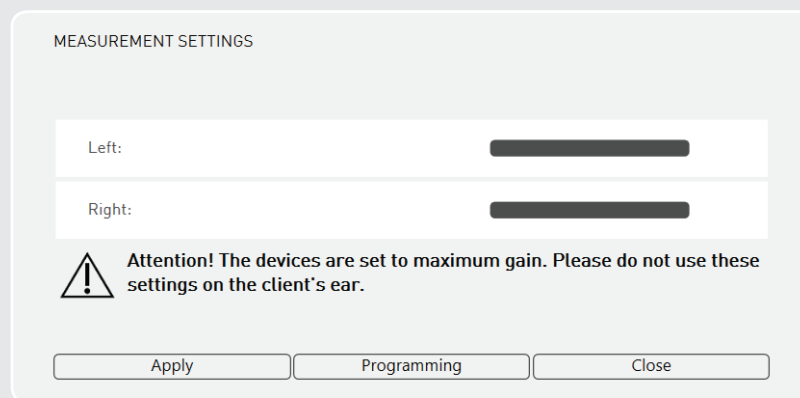 MEASUREMENT SETTINGS
Left:
Right:
Attention! The devices are set to maximum gain. Please do not use these
settings on the client's ear.
Apply
Programming
Close